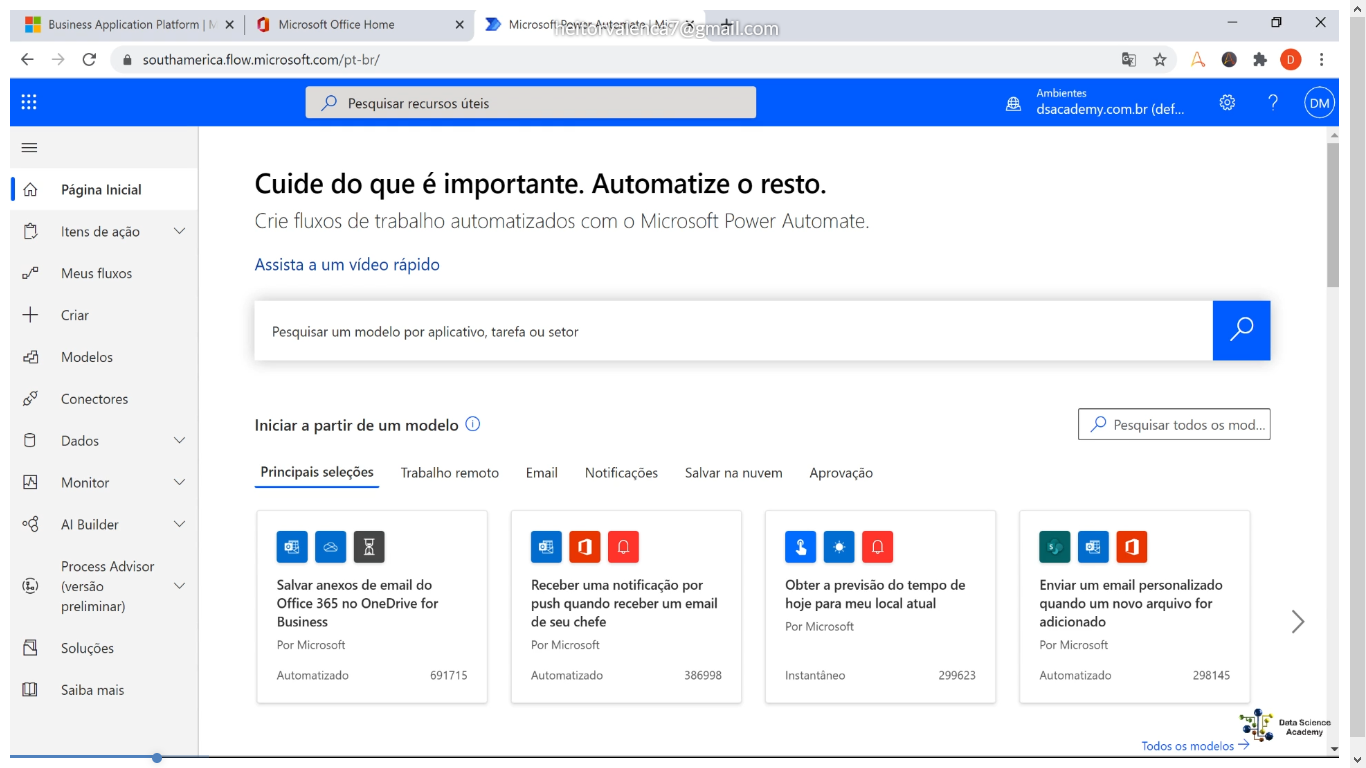 Business Application Platform | M
Microsoft Office Home
Microsoft Power Automate | Mic
heitorvalerica7@gmail.com
southamerica.flow.microsoft.com/pt-br/
D
Pesquisar recursos úteis
Ambientes
dsacademy.com.br (def...
?
DM
Página Inicial
Itens de ação
Meus fluxos
Criar
Modelos
Conectores
Dados
Monitor
AI Builder
Process Advisor
(versão
preliminar)
Soluções
Saiba mais
Cuide do que é importante. Automatize o resto.
Crie fluxos de trabalho automatizados com o Microsoft Power Automate.
Assista a um vídeo rápido
Pesquisar um modelo por aplicativo, tarefa ou setor
Iniciar a partir de um modelo
Pesquisar todos os mod...
Principais seleções Trabalho remoto Email Notificações Salvar na nuvem Aprovação
Salvar anexos de email do
Office 365 no OneDrive for
Business
Por Microsoft
Automatizado 691715
Receber uma notificação por
push quando receber um email
de seu chefe
Por Microsoft
Automatizado 386998
Obter a previsão do tempo de
hoje para meu local atual
Por Microsoft
Instantâneo 299623
Enviar um email personalizado
quando um novo arquivo for
adicionado
Por Microsoft
Automatizado 298145
Todos os modelos
Data Science
Academy